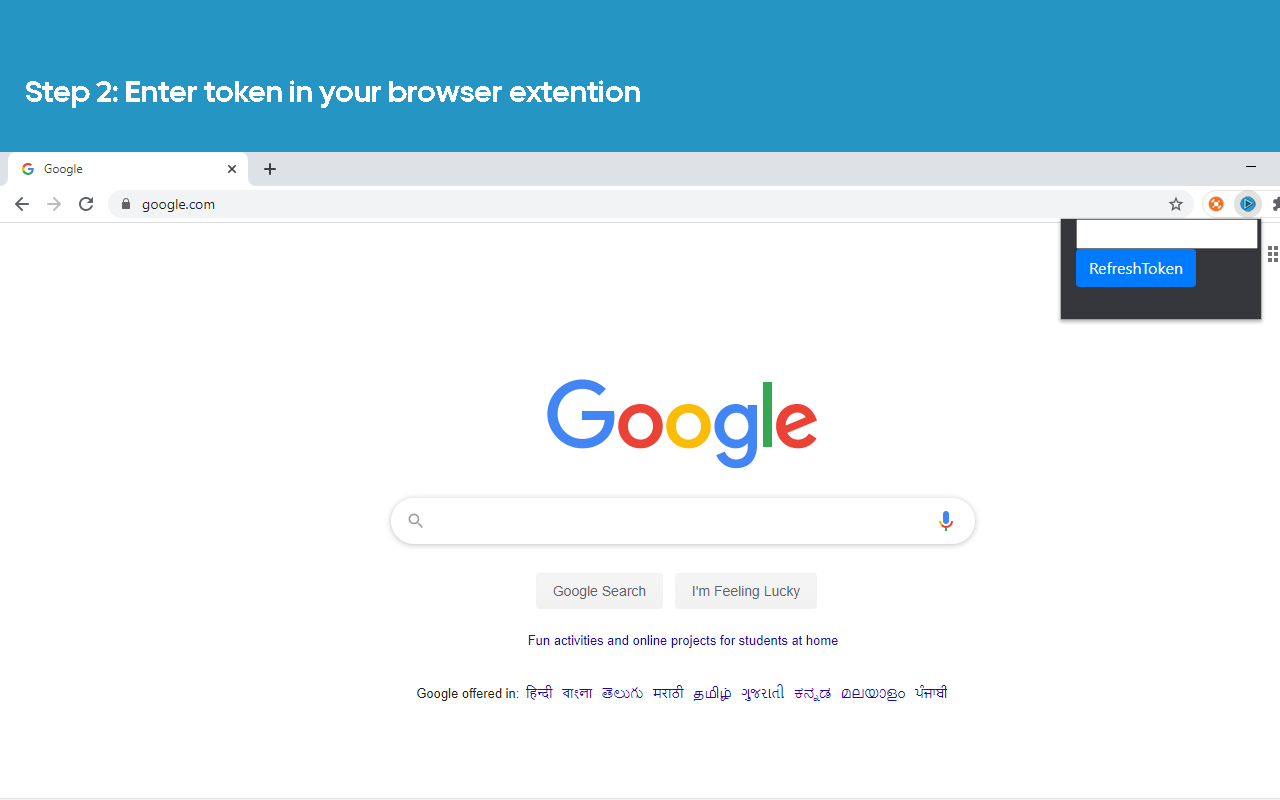 Step 2: Enter token in your browser extention
Google
google.com
RefreshToken
Google
Google Search I'm Feeling Lucky
Fun activities and online projects for students at home
Google offered in: हिन्दी বাংলা తెలుగు मराठी தமிழ் ગુજરાતી ಕನ್ನಡ മലയാളം ਪੰਜਾਬੀ